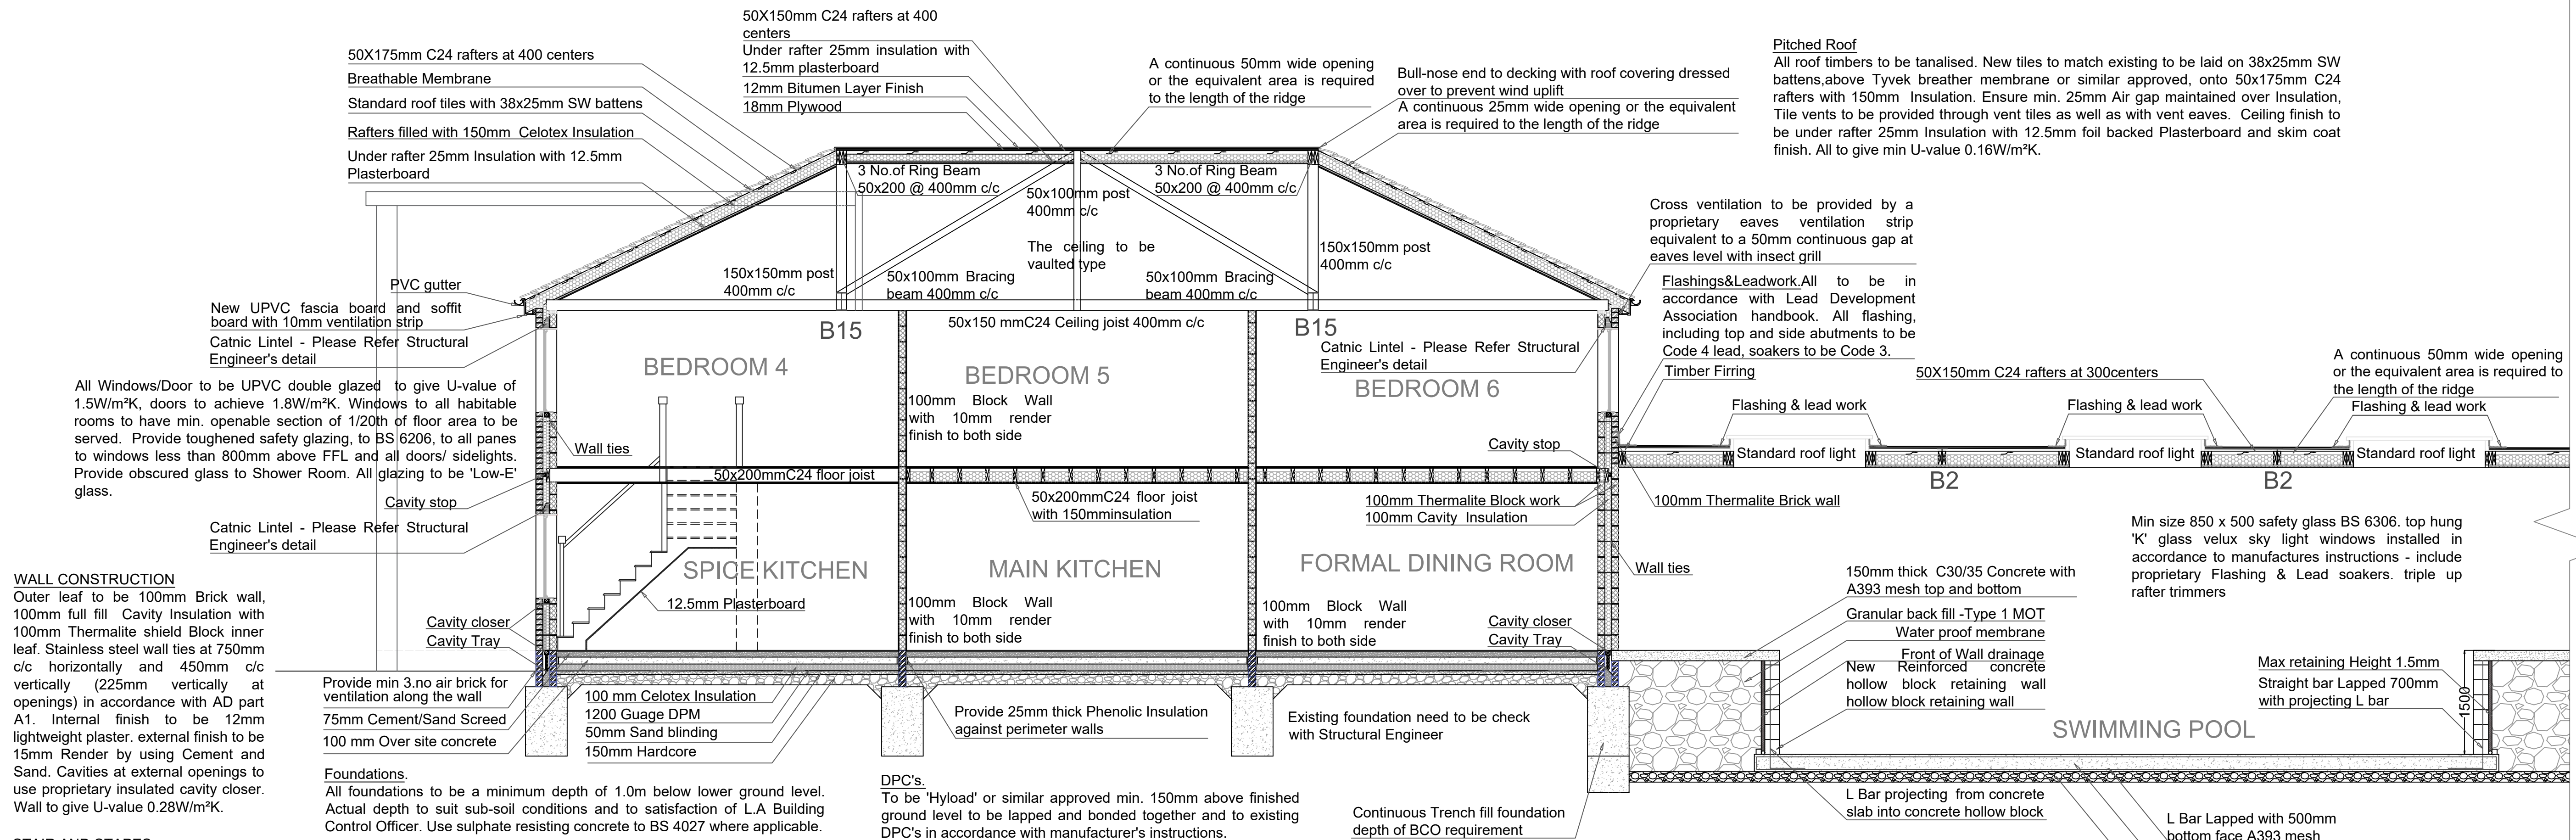 50X150mm C24 rafters at 400
centers
Under rafter 25mm insulation with
12.5mm plasterboard
12mm Bitumen Layer Finish
18mm Plywood
50X175mm C24 rafters at 400 centers
Breathable Membrane
Standard roof tiles with 38x25mm SW battens
Rafters filled with 150mm Celotex Insulation
Under rafter 25mm Insulation with 12.5mm
Plasterboard
A continuous 50mm wide opening
or the equivalent area is required
to the length of the ridge
Bull-nose end to decking with roof covering dressed
over to prevent wind uplift
A continuous 25mm wide opening or the equivalent
area is required to the length of the ridge
Pitched Roof
All roof timbers to be tanalised. New tiles to match existing to be laid on 38x25mm SW
battens,above Tyvek breather membrane or similar approved, onto 50x175mm C24
rafters with 150mm Insulation. Ensure min. 25mm Air gap maintained over Insulation,
Tile vents to be provided through vent tiles as well as with vent eaves. Ceiling finish to
be under rafter 25mm Insulation with 12.5mm foil backed Plasterboard and skim coat
finish. All to give min U-value 0.16W/m²K.
3 No.of Ring Beam
50x200 @ 400mm c/c
3 No.of Ring Beam
50x200 @ 400mm c/c
50x100mm post
400mm c/c
The ceiling to be
vaulted type
150x150mm post
400mm c/c
50x100mm Bracing
beam 400mm c/c
50x100mm Bracing
beam 400mm c/c
150x150mm post
400mm c/c
Cross ventilation to be provided by a
proprietary eaves ventilation strip
equivalent to a 50mm continuous gap at
eaves level with insect grill
Flashings&Leadwork.All to be in
accordance with Lead Development
Association handbook. All flashing,
including top and side abutments to be
Code 4 lead, soakers to be Code 3.
Timber Firring
PVC gutter
New UPVC fascia board and soffit
board with 10mm ventilation strip
Catnic Lintel - Please Refer Structural
Engineer's detail
B15
50x150 mmC24 Ceiling joist 400mm c/c
B15
Catnic Lintel - Please Refer Structural
Engineer's detail
BEDROOM 4
BEDROOM 5
BEDROOM 6
100mm Block Wall
with 10mm render
finish to both side
All Windows/Door to be UPVC double glazed to give U-value of
1.5W/m²K, doors to achieve 1.8W/m²K. Windows to all habitable
rooms to have min. openable section of 1/20th of floor area to be
served. Provide toughened safety glazing, to BS 6206, to all panes
to windows less than 800mm above FFL and all doors/ sidelights.
Provide obscured glass to Shower Room. All glazing to be 'Low-E'
glass.
Wall ties
Cavity stop
Cavity stop
50X150mm C24 rafters at 300centers
A continuous 50mm wide opening
or the equivalent area is required to
the length of the ridge
Flashing & lead work
Flashing & lead work
Flashing & lead work
Standard roof light
Standard roof light
Standard roof light
B2
B2
50x200mmC24 floor joist
50x200mmC24 floor joist
with 150mminsulation
100mm Thermalite Block work
100mm Cavity Insulation
100mm Thermalite Brick wall
Catnic Lintel - Please Refer Structural
Engineer's detail
Min size 850 x 500 safety glass BS 6306. top hung
'K' glass velux sky light windows installed in
accordance to manufactures instructions - include
proprietary Flashing & Lead soakers. triple up
rafter trimmers
SPICE KITCHEN
MAIN KITCHEN
FORMAL DINING ROOM
Wall ties
12.5mm Plasterboard
100mm Block Wall
with 10mm render
finish to both side
100mm Block Wall
with 10mm render
finish to both side
Cavity closer
Cavity Tray
Cavity closer
Cavity Tray
WALL CONSTRUCTION
Outer leaf to be 100mm Brick wall,
100mm full fill Cavity Insulation with
100mm Thermalite shield Block inner
leaf. Stainless steel wall ties at 750mm
c/c horizontally and 450mm c/c
vertically (225mm vertically at
openings) in accordance with AD part
A1. Internal finish to be 12mm
lightweight plaster. external finish to be
15mm Render by using Cement and
Sand. Cavities at external openings to
use proprietary insulated cavity closer.
Wall to give U-value 0.28W/m²K.
150mm thick C30/35 Concrete with
A393 mesh top and bottom
Granular back fill -Type 1 MOT
Water proof membrane
Front of Wall drainage
New Reinforced concrete
hollow block retaining wall
hollow block retaining wall
Max retaining Height 1.5mm
Straight bar Lapped 700mm
with projecting L bar
1500
SWIMMING POOL
Provide min 3.no air brick for
ventilation along the wall
75mm Cement/Sand Screed
100 mm Over site concrete
100 mm Celotex Insulation
1200 Guage DPM
50mm Sand blinding
150mm Hardcore
Provide 25mm thick Phenolic Insulation
against perimeter walls
Existing foundation need to be check
with Structural Engineer
Foundations.
All foundations to be a minimum depth of 1.0m below lower ground level.
Actual depth to suit sub-soil conditions and to satisfaction of L.A Building
Control Officer. Use sulphate resisting concrete to BS 4027 where applicable.
DPC's.
To be 'Hyload' or similar approved min. 150mm above finished
ground level to be lapped and bonded together and to existing
DPC's in accordance with manufacturer's instructions.
Continuous Trench fill foundation
depth of BCO requirement
L Bar projecting from concrete
slab into concrete hollow block
L Bar Lapped with 500mm
bottom face A393 mesh